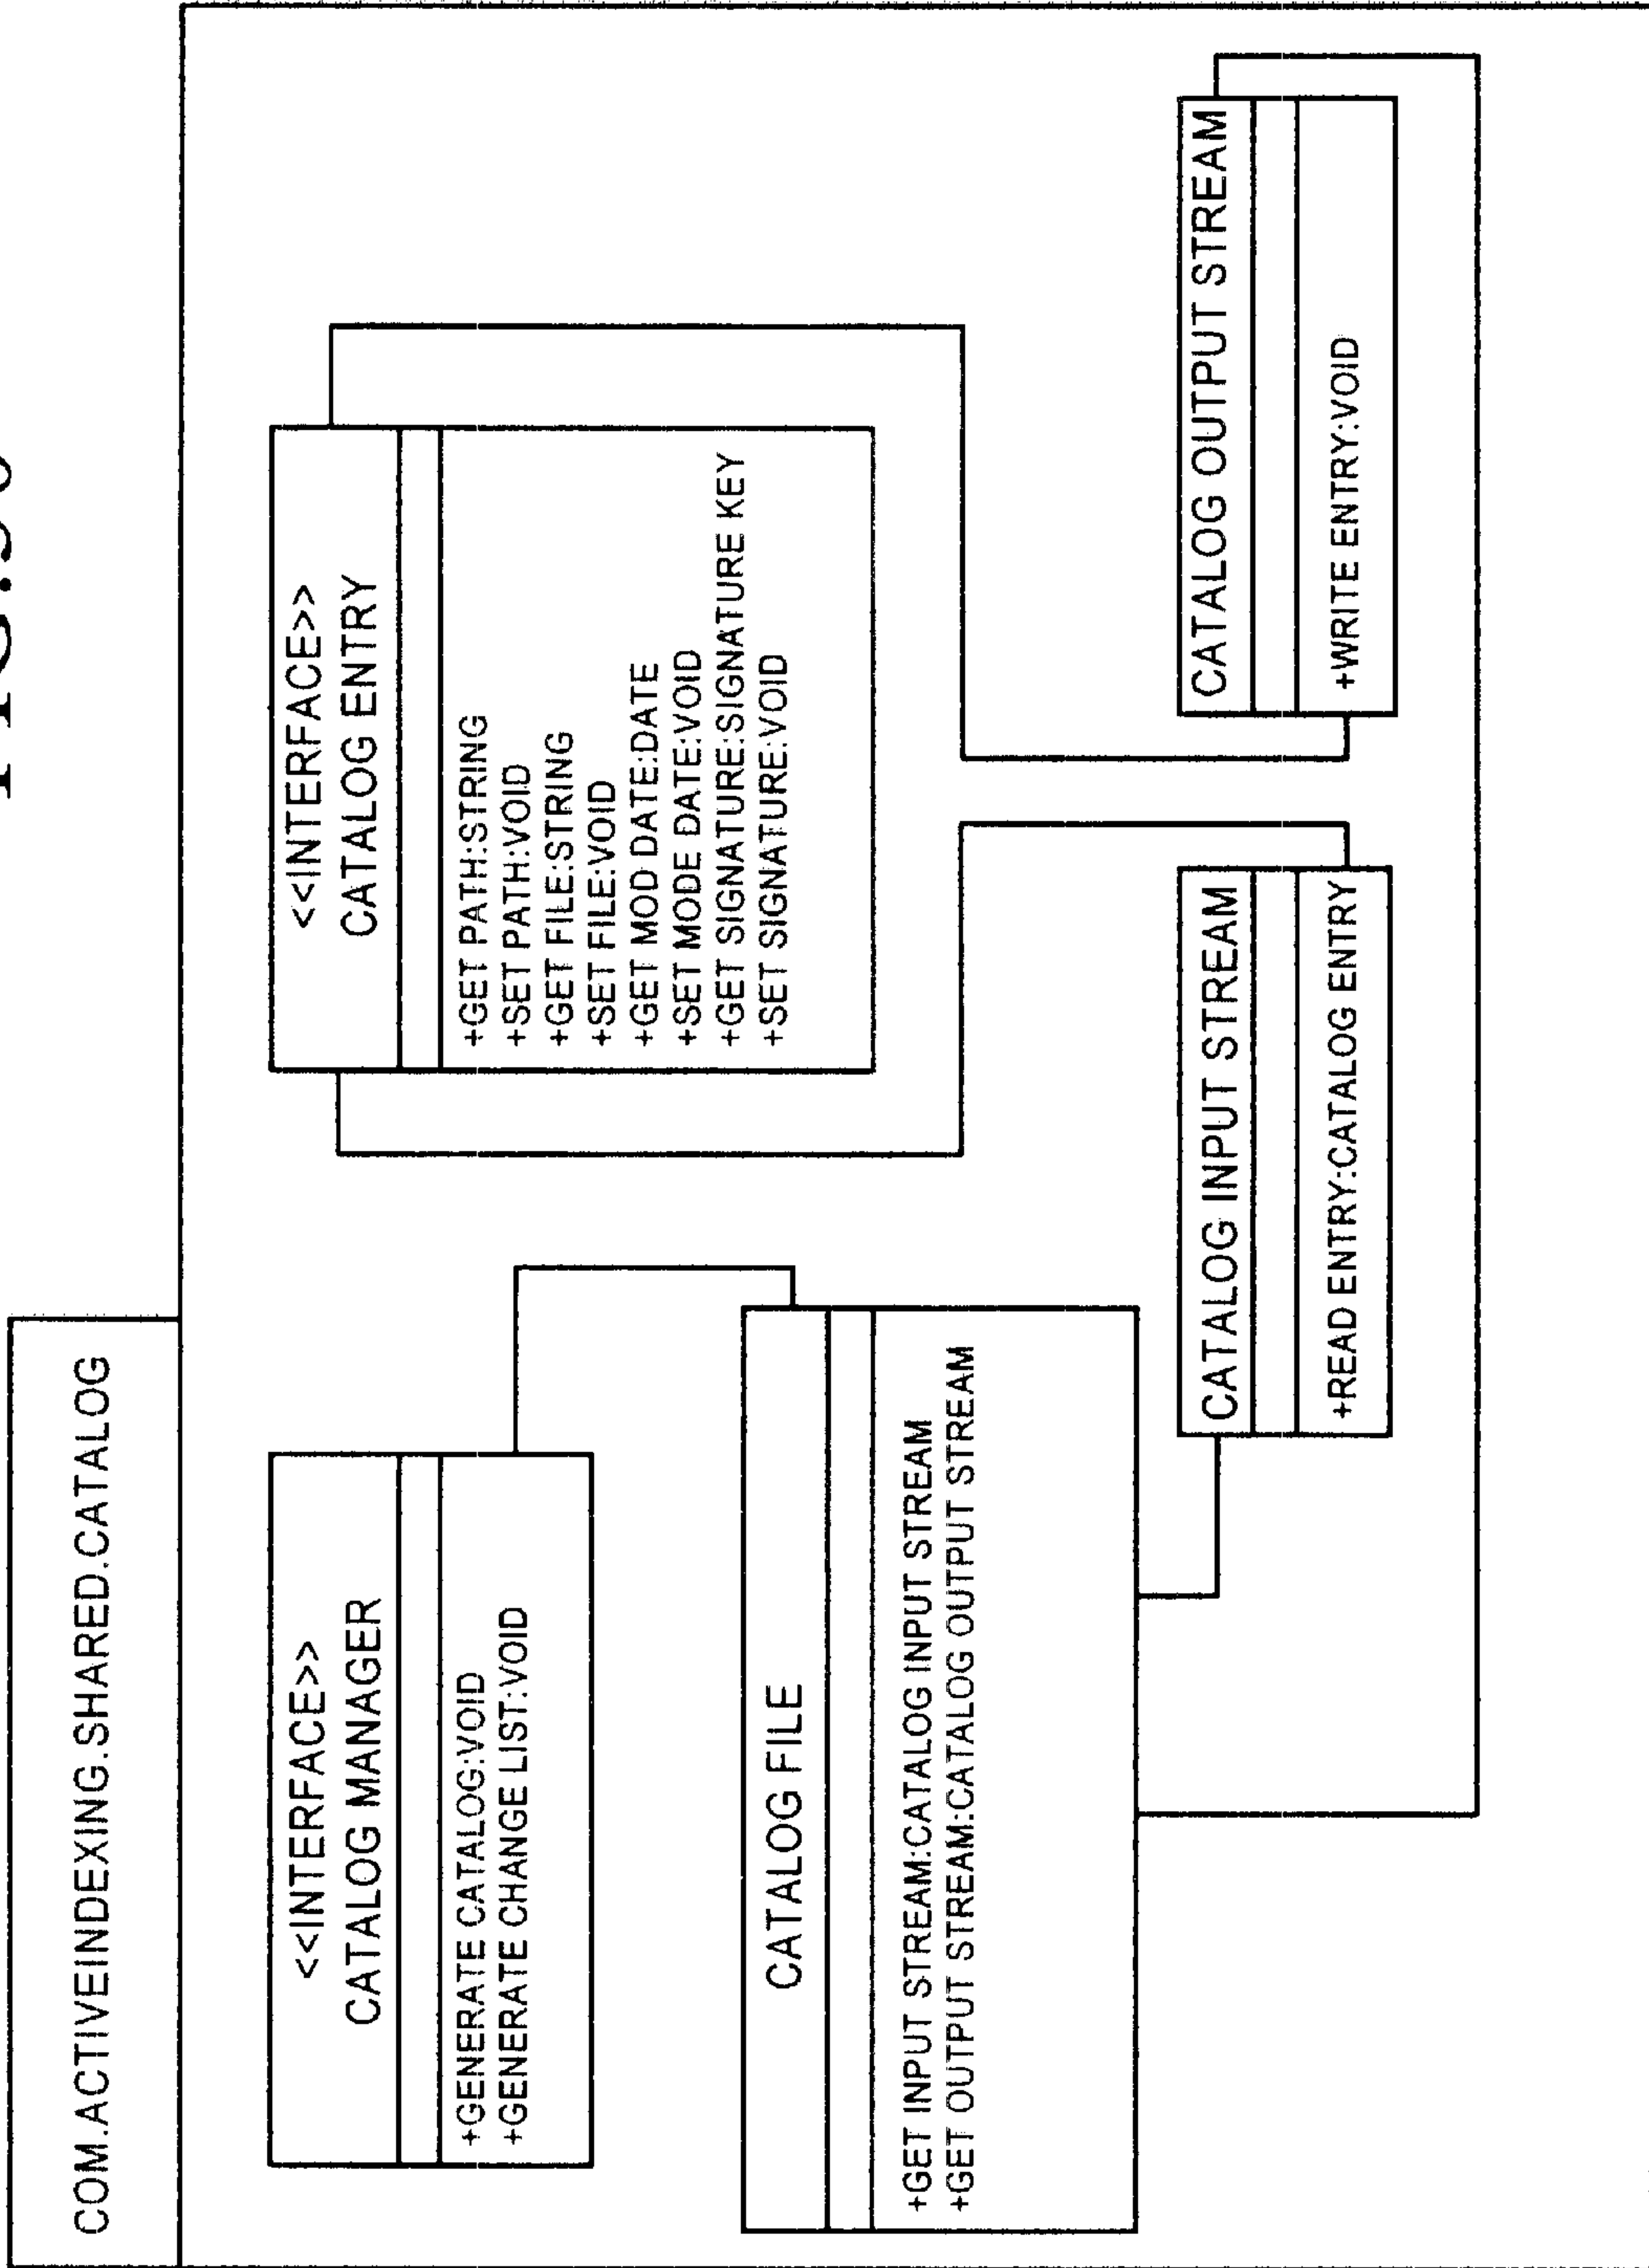 COM.ACTIVEINDEXING.SHARED.CATALOG
<<INTERFACE>>
CATALOG MANAGER
+GENERATE CATALOG:VOID
+GENERATE CHANGE LIST:VOID
<<INTERFACE>>
CATALOG ENTRY
+GET PATH:STRING
+SET PATH:VOID
+GET FILE:STRING
+SET FILE:VOID
+GET MOD DATE:DATE
+SET MODE DATE:VOID
+GET SIGNATURE:SIGNATURE KEY
+SET SIGNATURE:VOID
CATALOG FILE
+GET INPUT STREAM:CATALOG INPUT STREAM
+GET OUTPUT STREAM:CATALOG OUTPUT STREAM
CATALOG INPUT STREAM
+READ ENTRY:CATALOG ENTRY
CATALOG OUTPUT STREAM
+WRITE ENTRY:VOID